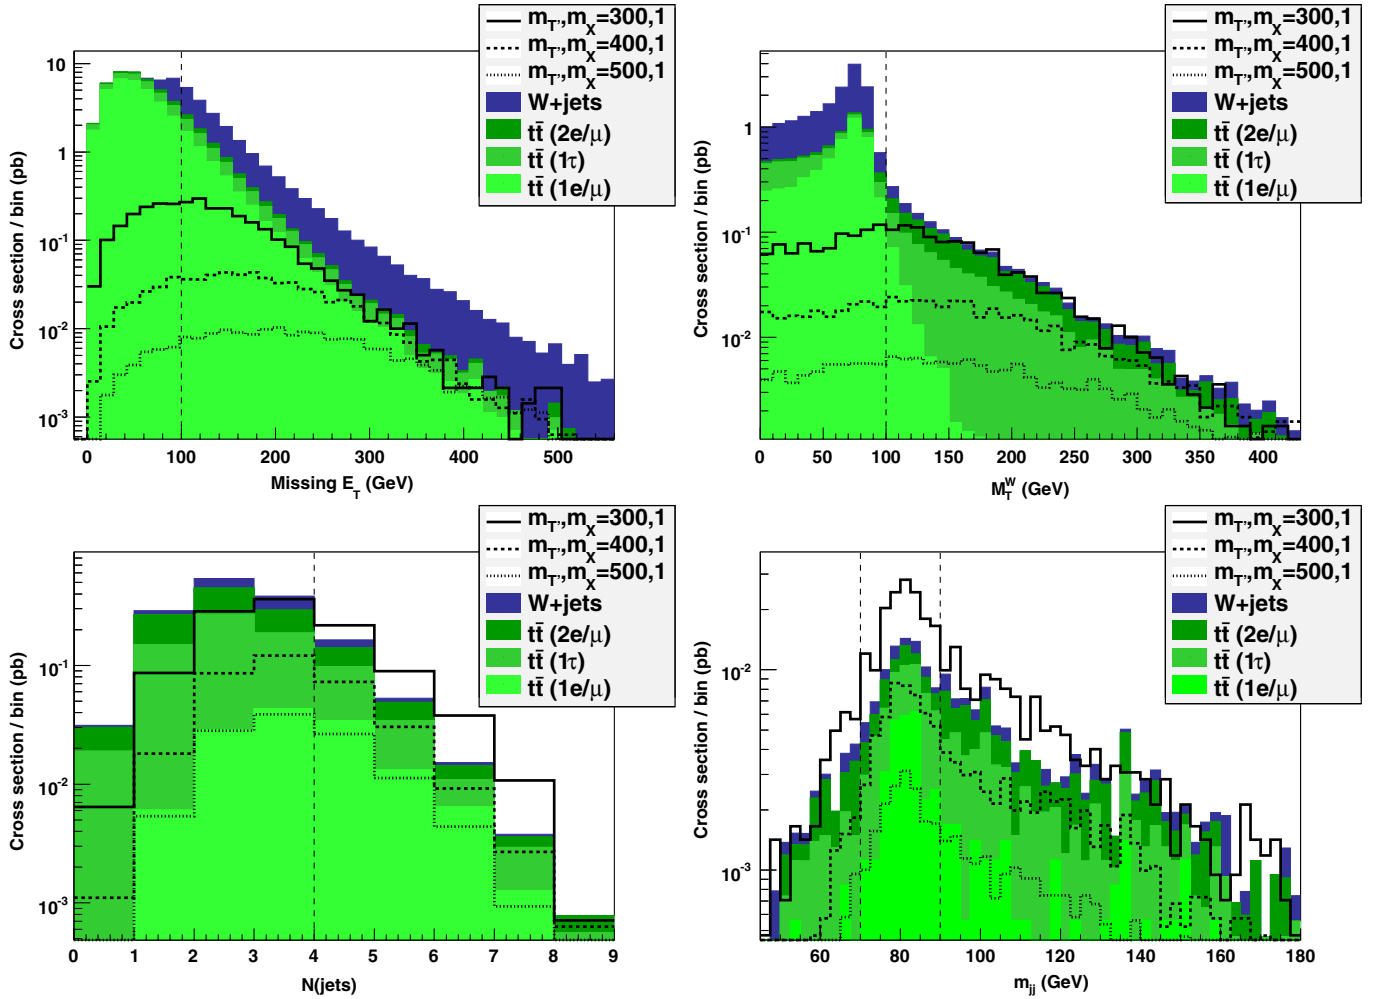 m_T',m_X=300,1
m_T',m_X=400,1
m_T',m_X=500,1
W+jets
tt̄ (2e/μ)
tt̄ (1τ)
tt̄ (1e/μ)
Cross section / bin (pb)
10
1
10⁻¹
10⁻²
10⁻³
0 100 200 300 400 500
Missing E_T (GeV)
m_T',m_X=300,1
m_T',m_X=400,1
m_T',m_X=500,1
W+jets
tt̄ (2e/μ)
tt̄ (1τ)
tt̄ (1e/μ)
Cross section / bin (pb)
1
10⁻¹
10⁻²
0 50 100 150 200 250 300 350 400
M_T^W (GeV)
m_T',m_X=300,1
m_T',m_X=400,1
m_T',m_X=500,1
W+jets
tt̄ (2e/μ)
tt̄ (1τ)
tt̄ (1e/μ)
Cross section / bin (pb)
10⁻¹
10⁻²
10⁻³
0 1 2 3 4 5 6 7 8 9
N(jets)
m_T',m_X=300,1
m_T',m_X=400,1
m_T',m_X=500,1
W+jets
tt̄ (2e/μ)
tt̄ (1τ)
tt̄ (1e/μ)
Cross section / bin (pb)
10⁻²
10⁻³
60 80 100 120 140 160 180
m_jj (GeV)